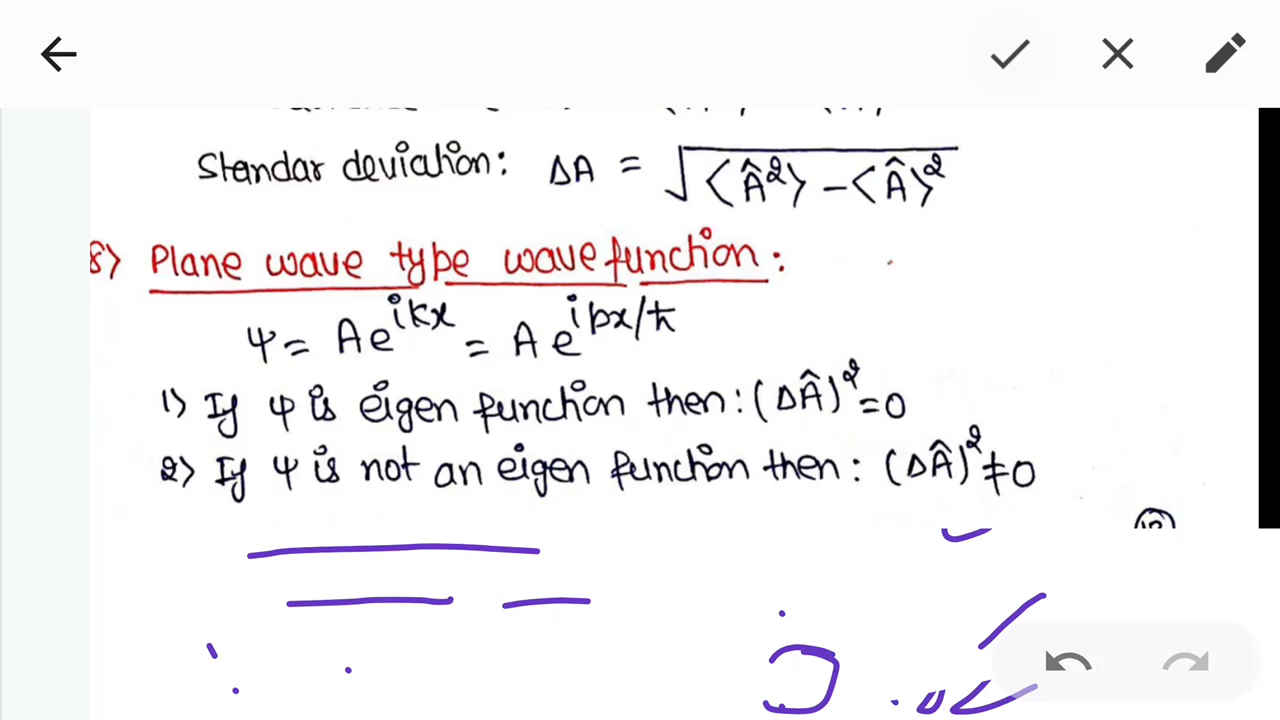 Standar deviation: ΔA = √⟨Â²⟩ - ⟨Â⟩²
8) Plane wave type wavefunction:
Ψ = Ae^{ikx} = A e^{ipx/ħ}
1) If Ψ is eigen function then: (ΔÂ)² = 0
2) If Ψ is not an eigen function then: (ΔÂ)² ≠ 0